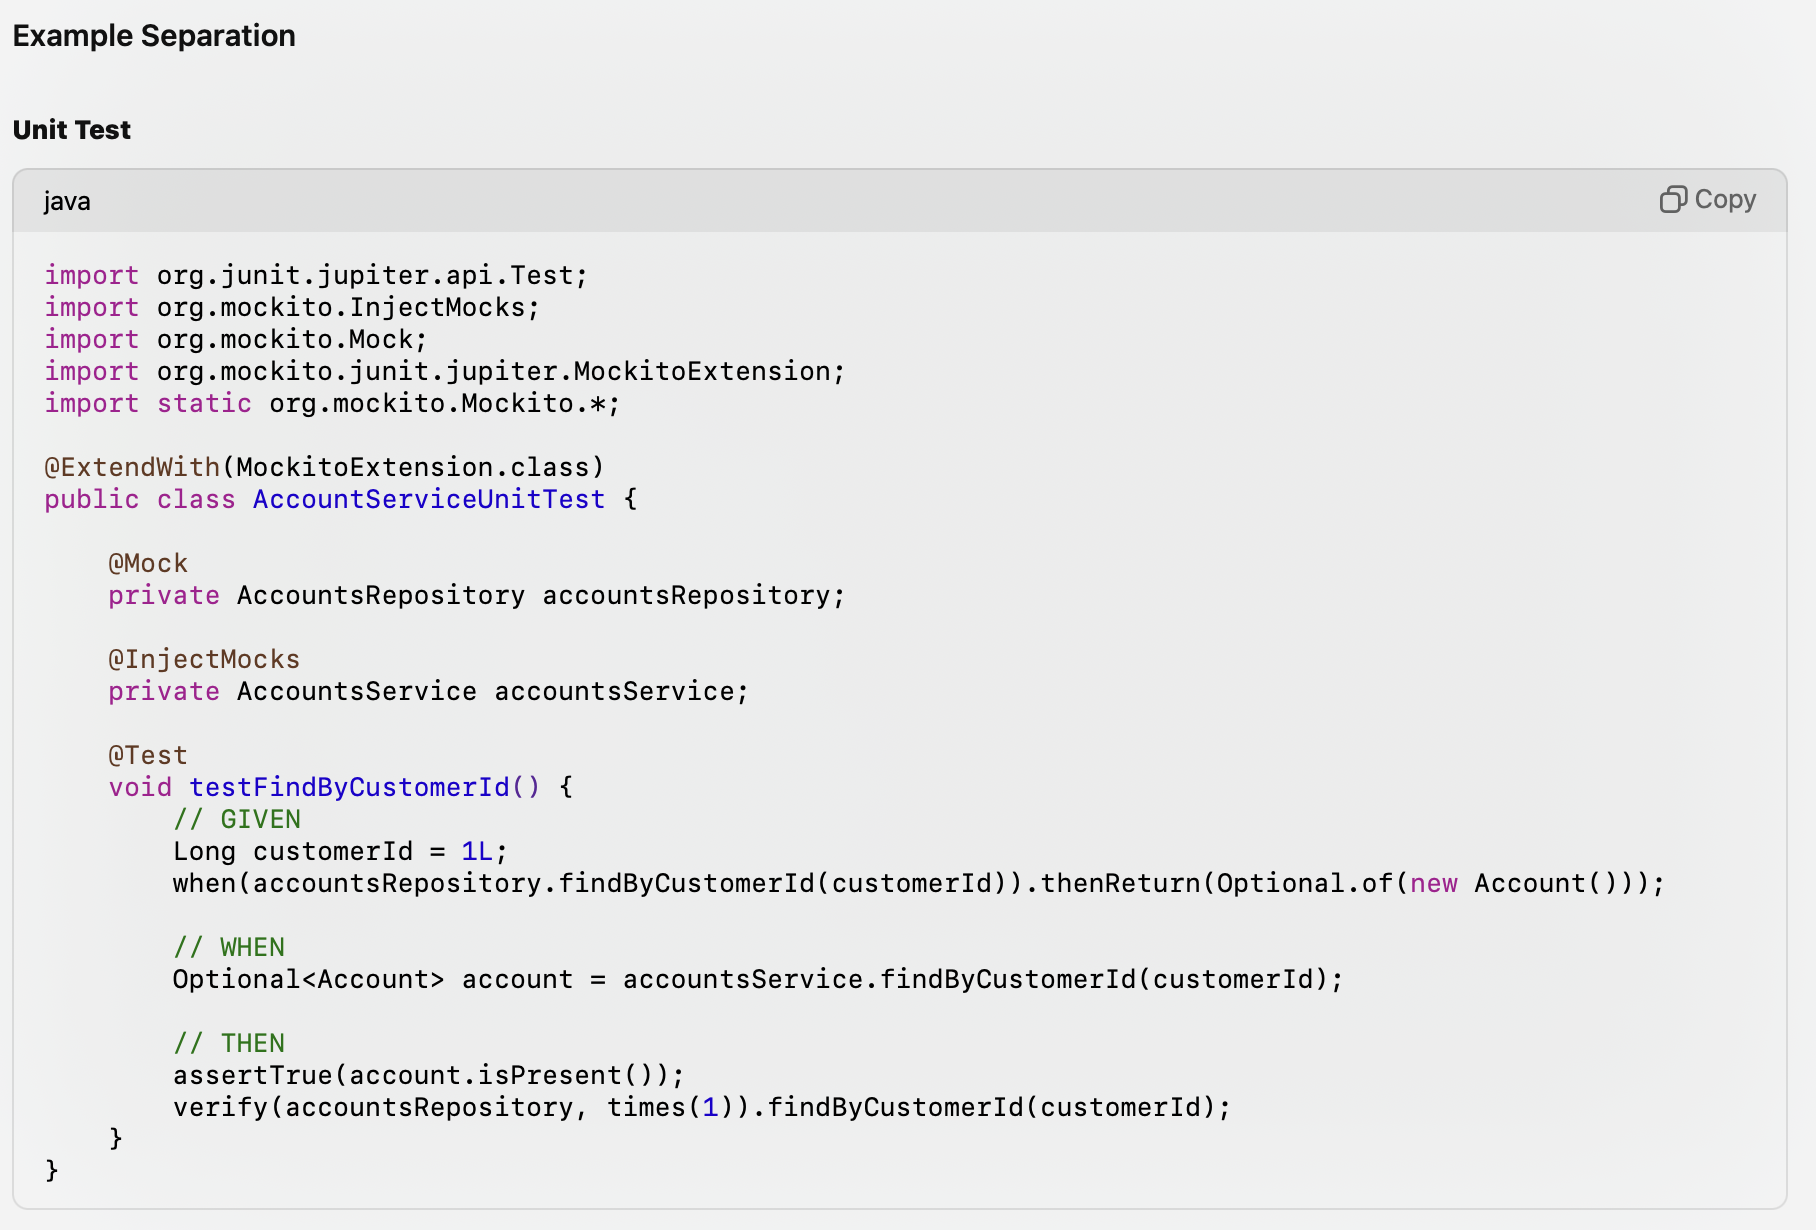 Example Separation
Unit Test
java
Copy
import org.junit.jupiter.api.Test;
import org.mockito.InjectMocks;
import org.mockito.Mock;
import org.mockito.junit.jupiter.MockitoExtension;
import static org.mockito.Mockito.*;
@ExtendWith(MockitoExtension.class)
public class AccountServiceUnitTest {
    @Mock
    private AccountsRepository accountsRepository;
    @InjectMocks
    private AccountsService accountsService;
    @Test
    void testFindByCustomerId() {
        // GIVEN
        Long customerId = 1L;
        when(accountsRepository.findByCustomerId(customerId)).thenReturn(Optional.of(new Account()));
        // WHEN
        Optional<Account> account = accountsService.findByCustomerId(customerId);
        // THEN
        assertTrue(account.isPresent());
        verify(accountsRepository, times(1)).findByCustomerId(customerId);
    }
}